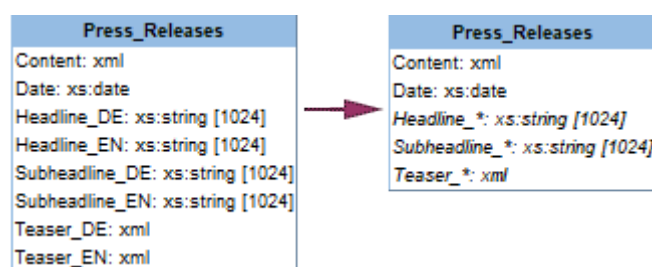 Press_Releases
Content: xml
Date: xs:date
Headline_DE: xs:string [1024]
Headline_EN: xs:string [1024]
Subheadline_DE: xs:string [1024]
Subheadline_EN: xs:string [1024]
Teaser_DE: xml
Teaser_EN: xml
Press_Releases
Content: xml
Date: xs:date
Headline_*: xs:string [1024]
Subheadline_*: xs:string [1024]
Teaser_*: xml